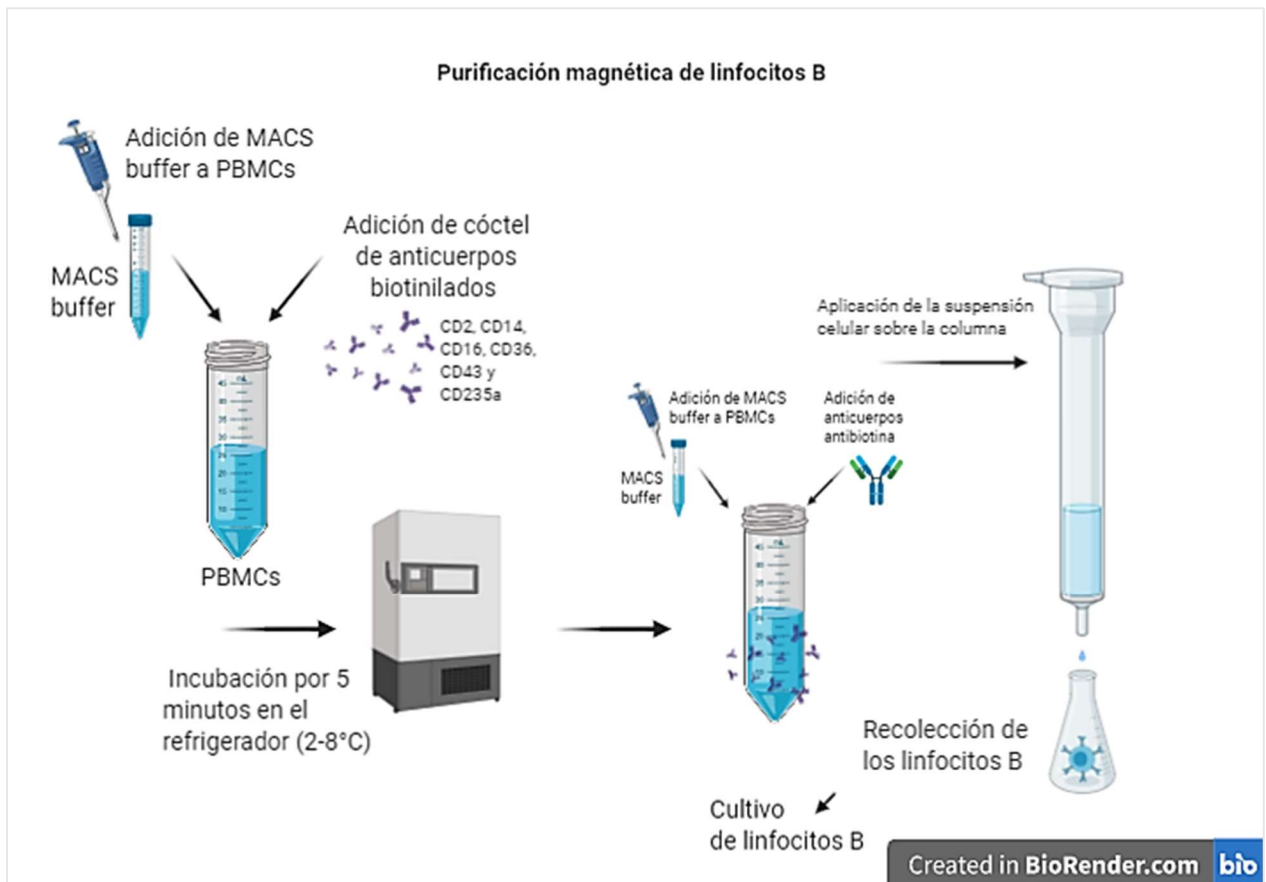 Purificación magnética de linfocitos B
Adición de MACS
buffer a PBMCs
MACS
buffer
Adición de cóctel
de anticuerpos
biotinilados
CD2, CD14,
CD16, CD36,
CD43 y
CD235a
PBMCs
Incubación por 5
minutos en el
refrigerador (2-8°C)
Adición de MACS
buffer a PBMCs
MACS
buffer
Adición de
anticuerpos
antibiotina
Aplicación de la suspensión
celular sobre la columna
Recolección de
los linfocitos B
Cultivo
de linfocitos B
Created in BioRender.com bio